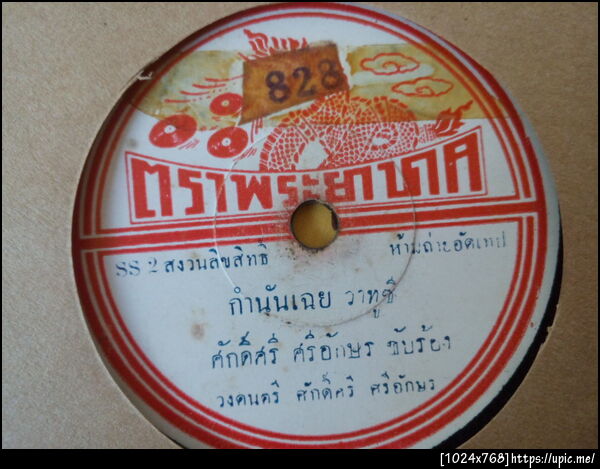 828
ตราพระยานาค
SS 2 สงวนลิขสิทธิ์
ห้ามถ่ายอัดเทป
กำนันเฉย วาทูซี่
ศักดิ์ศรี ศรีอักษร ขับร้อง
วงดนตรี ศักดิ์ศรี ศรีอักษร
[1024x768]https://upic.me/